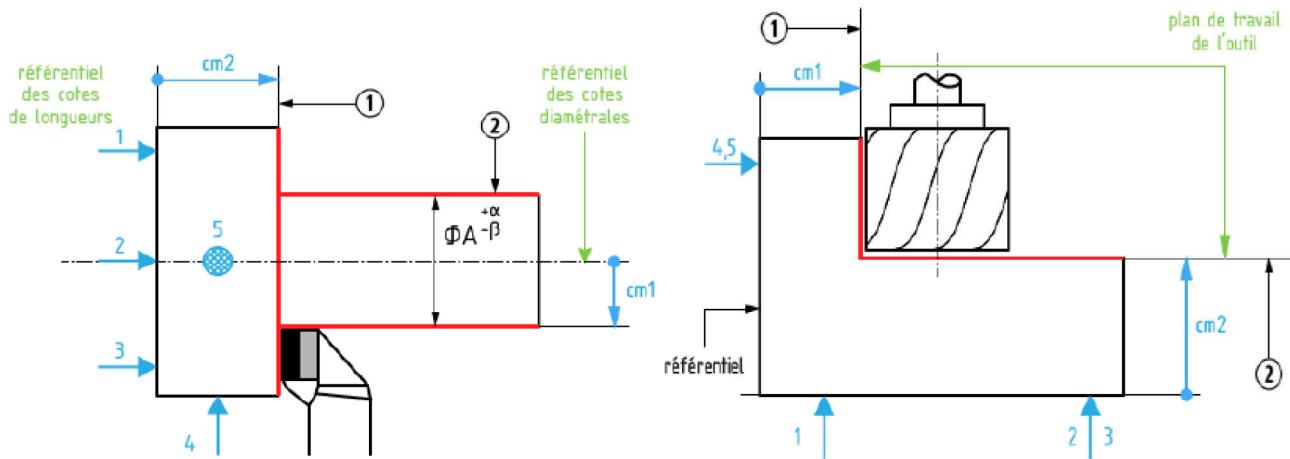 référentiel
des cotes
de longueurs
cm2
1
référentiel
des cotes
diamétrales
1
2
5
2
ΦA +α -β
cm1
3
4
1
plan de travail
de l'outil
cm1
4,5
référentiel
cm2
2
1
2 3